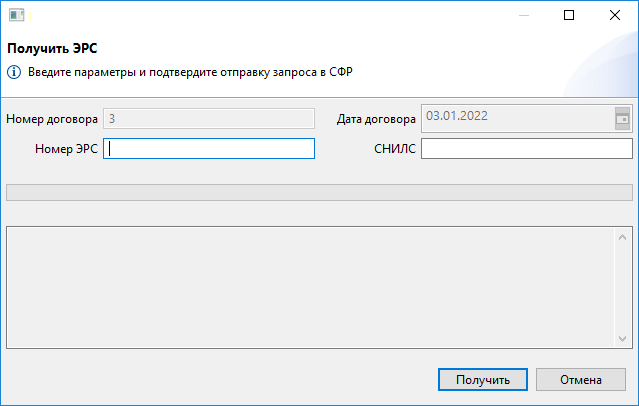 Получить ЭРС
Введите параметры и подтвердите отправку запроса в СФР
Номер договора 3 Дата договора 03.01.2022
Номер ЭРС СНИЛС
Получить Отмена